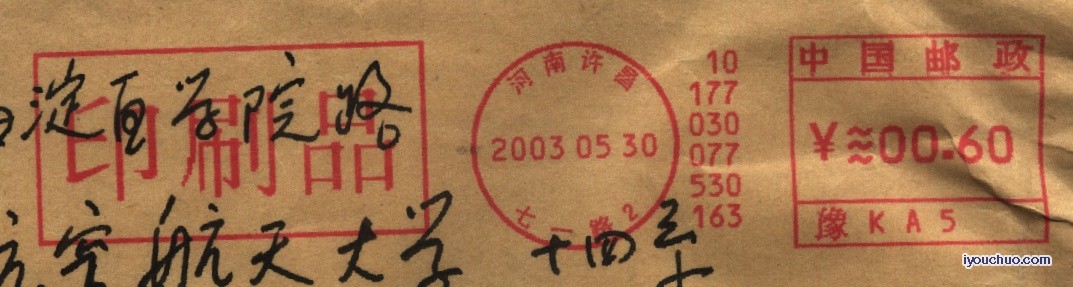 淀区学院路
印刷品
空航天大学 十四系
河南许昌
2003 05 30
七一路2
10
177
030
077
530
163
中国邮政
¥≈00.60
豫KA5
iyouchuo.com